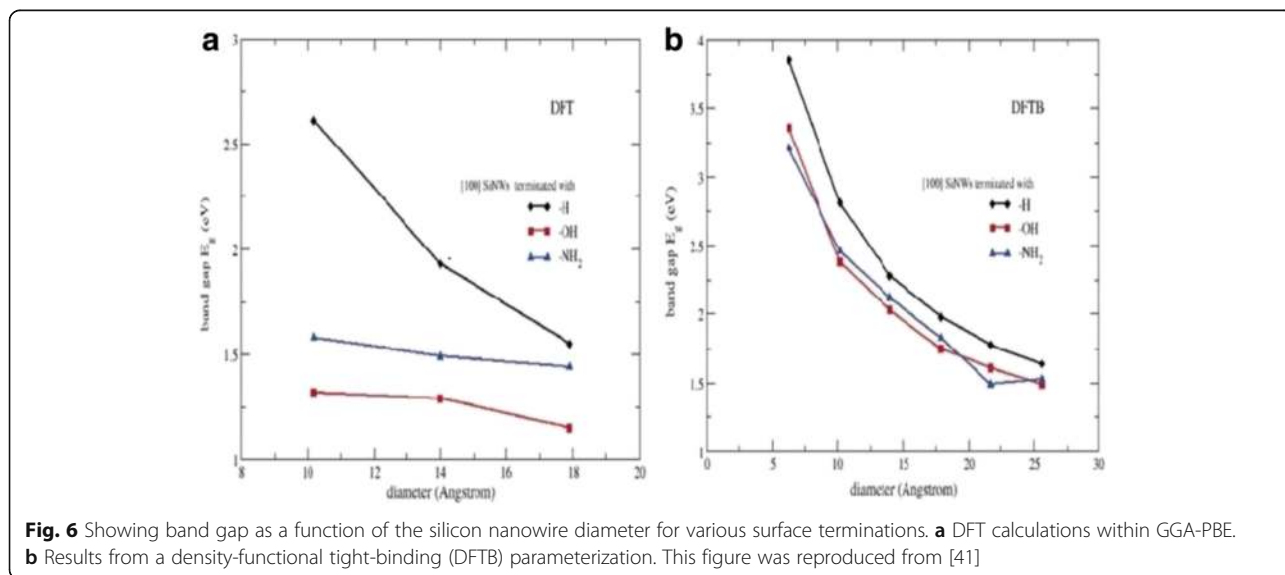 a
b
3
2.5
2
1.5
1
8
10
12
14
16
18
20
band gap E_g (eV)
diameter (Angstrom)
DFT
[100] SiNWs terminated with
-H
-OH
-NH₂
4
3.5
3
2.5
2
1.5
1
0
5
10
15
20
25
30
band gap E_g (eV)
diameter (Angstrom)
DFTB
[100] SiNWs terminated with
-H
-OH
-NH₂
Fig. 6 Showing band gap as a function of the silicon nanowire diameter for various surface terminations. a DFT calculations within GGA-PBE.
b Results from a density-functional tight-binding (DFTB) parameterization. This figure was reproduced from [41]